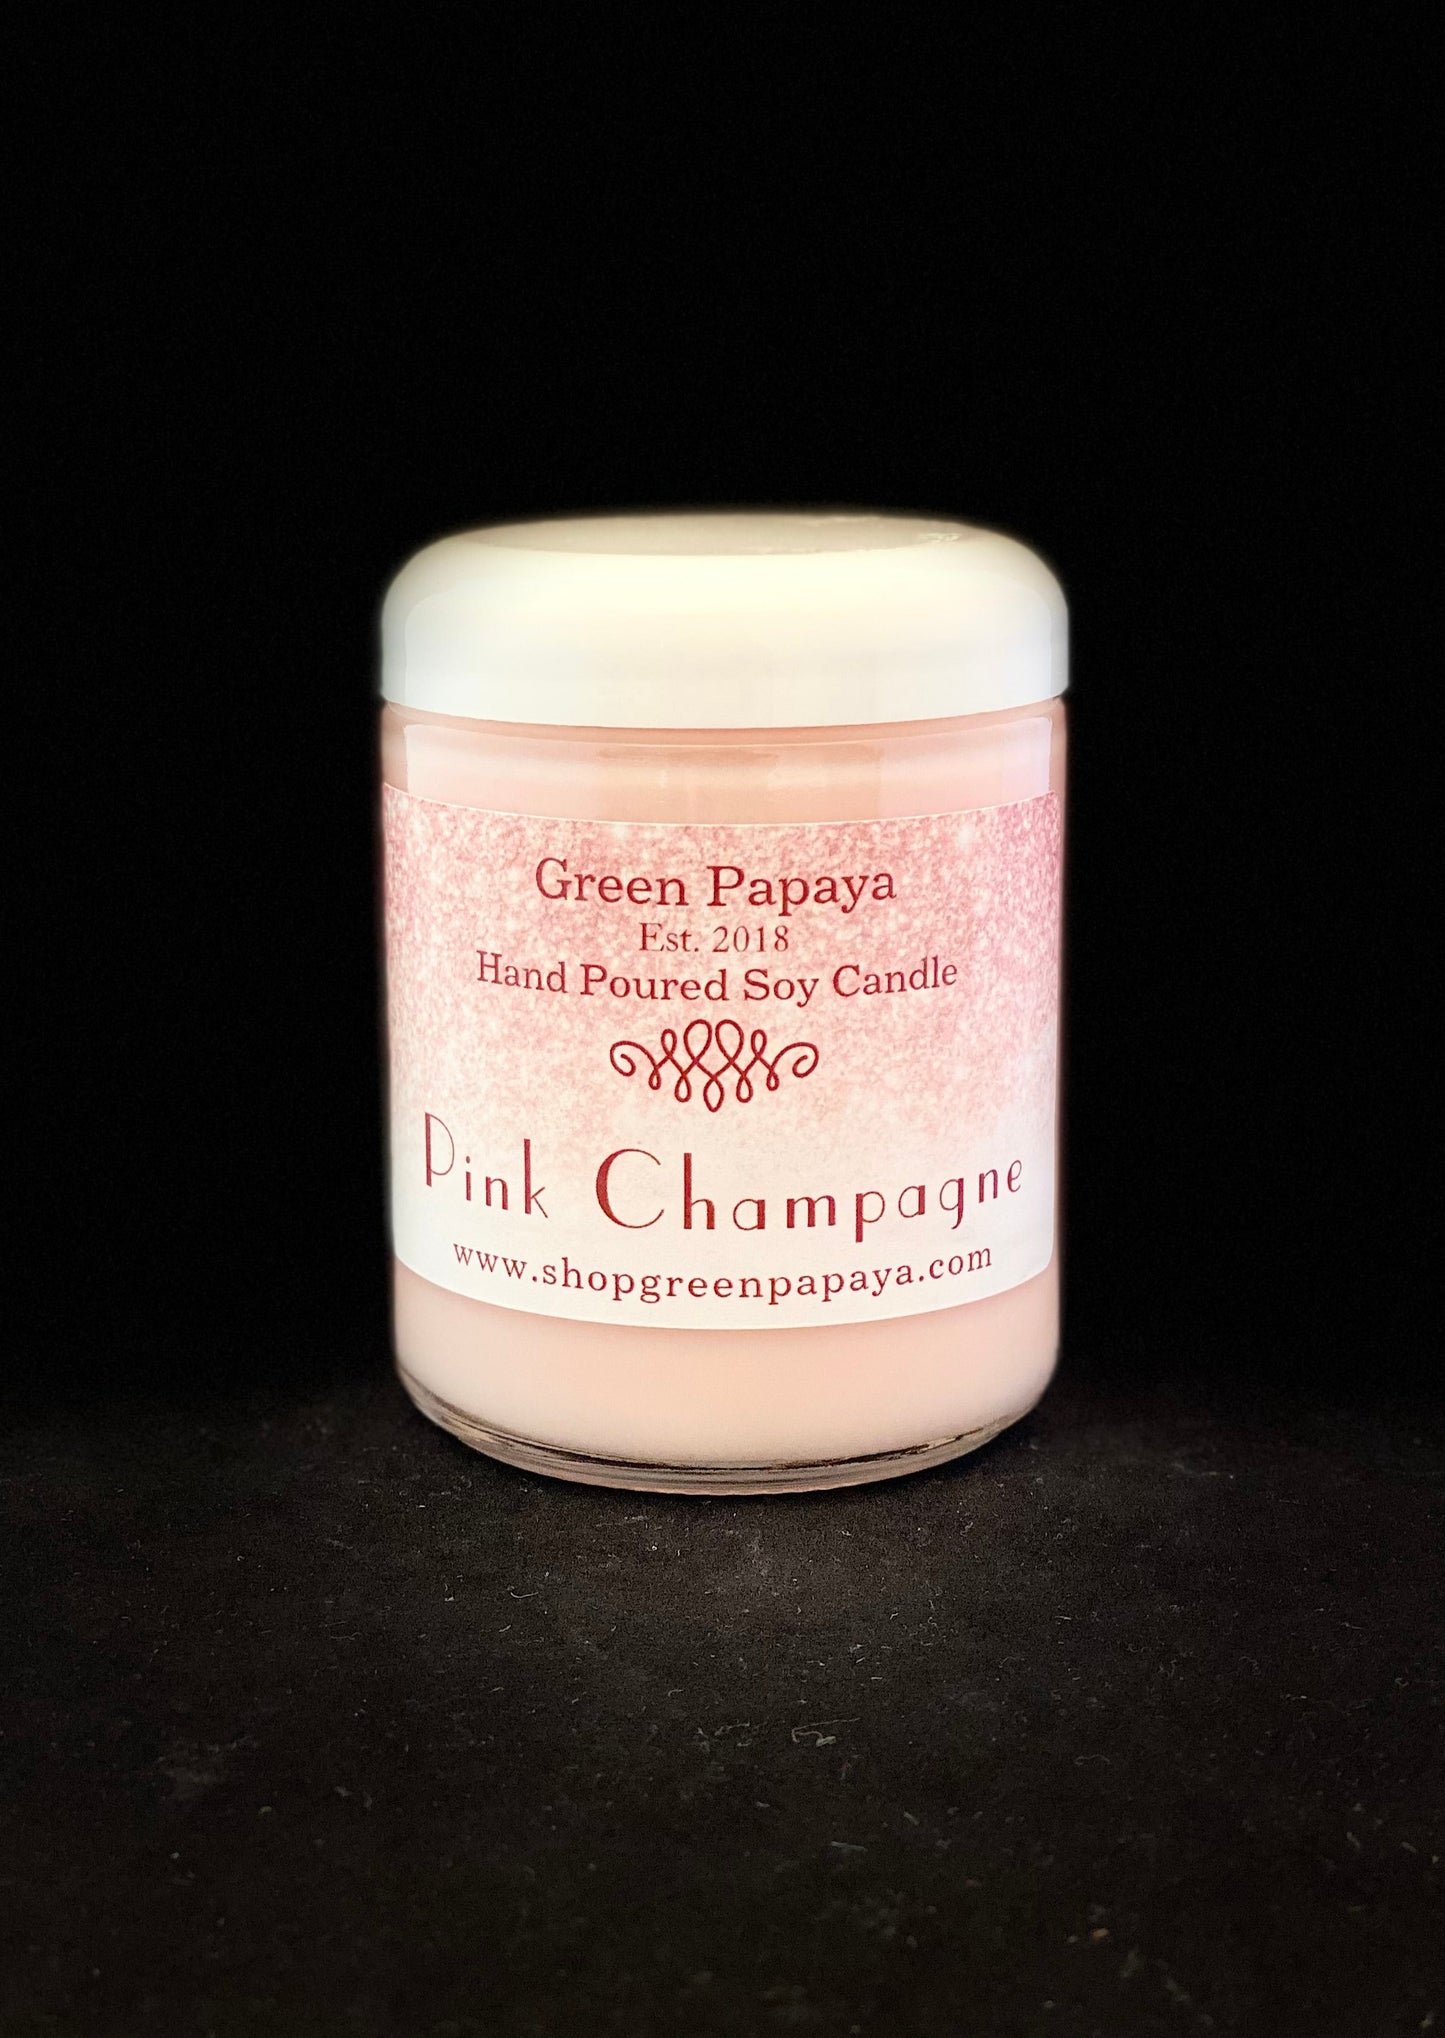 Green Papaya
Est. 2018
Hand Poured Soy Candle
Pink Champagne
www.shopgreenpapaya.com